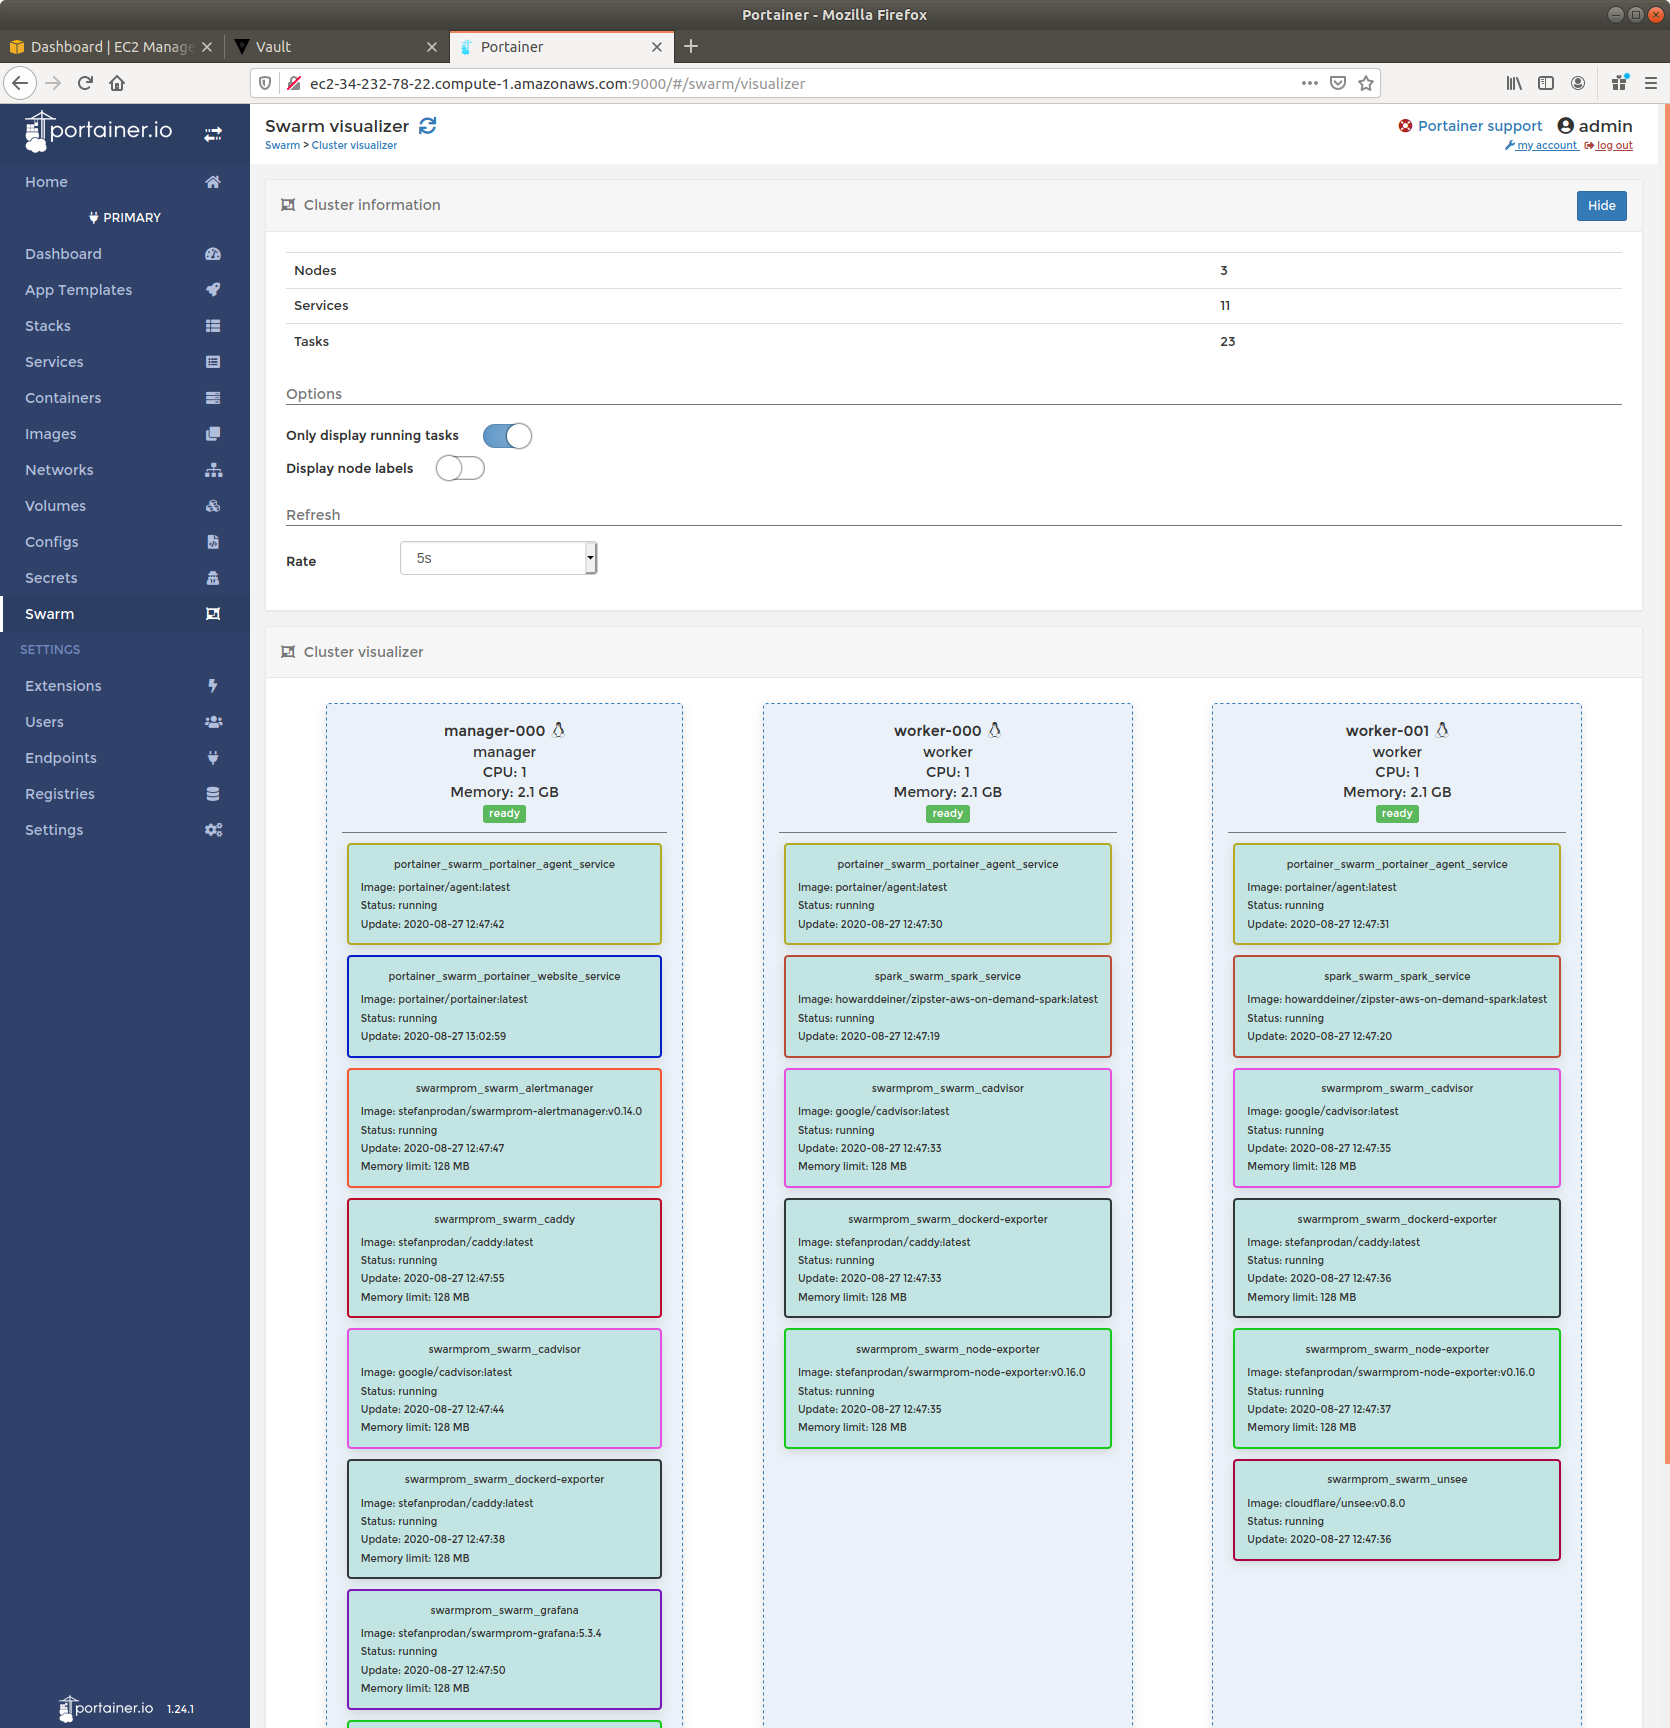 Portainer - Mozilla Firefox
Dashboard | EC2 Manage
Vault
Portainer
ec2-34-232-78-22.compute-1.amazonaws.com:9000/#/swarm/visualizer
portainer.io
Home
PRIMARY
Dashboard
App Templates
Stacks
Services
Containers
Images
Networks
Volumes
Configs
Secrets
Swarm
SETTINGS
Extensions
Users
Endpoints
Registries
Settings
portainer.io 1.24.1
Swarm visualizer
Swarm > Cluster visualizer
Portainer support admin
my account log out
Cluster information
Hide
Nodes 3
Services 11
Tasks 23
Options
Only display running tasks
Display node labels
Refresh
Rate 5s
Cluster visualizer
manager-000
manager
CPU: 1
Memory: 2.1 GB
ready
portainer_swarm_portainer_agent_service
Image: portainer/agent:latest
Status: running
Update: 2020-08-27 12:47:42
portainer_swarm_portainer_website_service
Image: portainer/portainer:latest
Status: running
Update: 2020-08-27 13:02:59
swarmprom_swarm_alertmanager
Image: stefanprodan/swarmprom-alertmanager:v0.14.0
Status: running
Update: 2020-08-27 12:47:47
Memory limit: 128 MB
swarmprom_swarm_caddy
Image: stefanprodan/caddy:latest
Status: running
Update: 2020-08-27 12:47:55
Memory limit: 128 MB
swarmprom_swarm_cadvisor
Image: google/cadvisor:latest
Status: running
Update: 2020-08-27 12:47:44
Memory limit: 128 MB
swarmprom_swarm_dockerd-exporter
Image: stefanprodan/caddy:latest
Status: running
Update: 2020-08-27 12:47:38
Memory limit: 128 MB
swarmprom_swarm_grafana
Image: stefanprodan/swarmprom-grafana:5.3.4
Status: running
Update: 2020-08-27 12:47:50
Memory limit: 128 MB
worker-000
worker
CPU: 1
Memory: 2.1 GB
ready
portainer_swarm_portainer_agent_service
Image: portainer/agent:latest
Status: running
Update: 2020-08-27 12:47:30
spark_swarm_spark_service
Image: howarddeiner/zipster-aws-on-demand-spark:latest
Status: running
Update: 2020-08-27 12:47:19
swarmprom_swarm_cadvisor
Image: google/cadvisor:latest
Status: running
Update: 2020-08-27 12:47:33
Memory limit: 128 MB
swarmprom_swarm_dockerd-exporter
Image: stefanprodan/caddy:latest
Status: running
Update: 2020-08-27 12:47:33
Memory limit: 128 MB
swarmprom_swarm_node-exporter
Image: stefanprodan/swarmprom-node-exporter:v0.16.0
Status: running
Update: 2020-08-27 12:47:35
Memory limit: 128 MB
worker-001
worker
CPU: 1
Memory: 2.1 GB
ready
portainer_swarm_portainer_agent_service
Image: portainer/agent:latest
Status: running
Update: 2020-08-27 12:47:31
spark_swarm_spark_service
Image: howarddeiner/zipster-aws-on-demand-spark:latest
Status: running
Update: 2020-08-27 12:47:20
swarmprom_swarm_cadvisor
Image: google/cadvisor:latest
Status: running
Update: 2020-08-27 12:47:35
Memory limit: 128 MB
swarmprom_swarm_dockerd-exporter
Image: stefanprodan/caddy:latest
Status: running
Update: 2020-08-27 12:47:36
Memory limit: 128 MB
swarmprom_swarm_node-exporter
Image: stefanprodan/swarmprom-node-exporter:v0.16.0
Status: running
Update: 2020-08-27 12:47:37
Memory limit: 128 MB
swarmprom_swarm_unsee
Image: cloudflare/unsee:v0.8.0
Status: running
Update: 2020-08-27 12:47:36